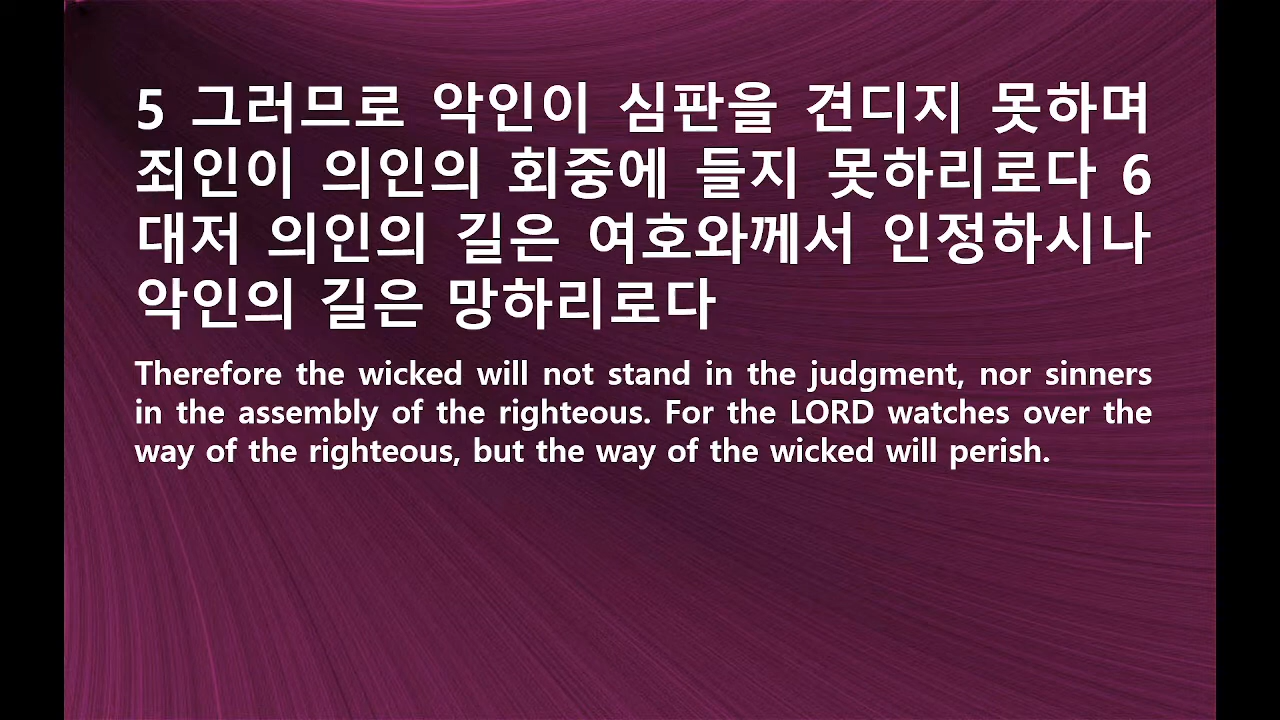 5 그러므로 악인이 심판을 견디지 못하며
죄인이 의인의 회중에 들지 못하리로다 6
대저 의인의 길은 여호와께서 인정하시나
악인의 길은 망하리로다
Therefore the wicked will not stand in the judgment, nor sinners
in the assembly of the righteous. For the LORD watches over the
way of the righteous, but the way of the wicked will perish.